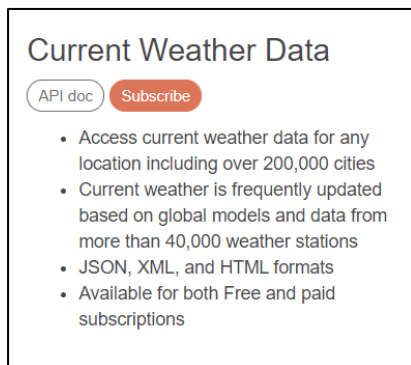 Current Weather Data
API doc Subscribe
• Access current weather data for any
location including over 200,000 cities
• Current weather is frequently updated
based on global models and data from
more than 40,000 weather stations
• JSON, XML, and HTML formats
• Available for both Free and paid
subscriptions